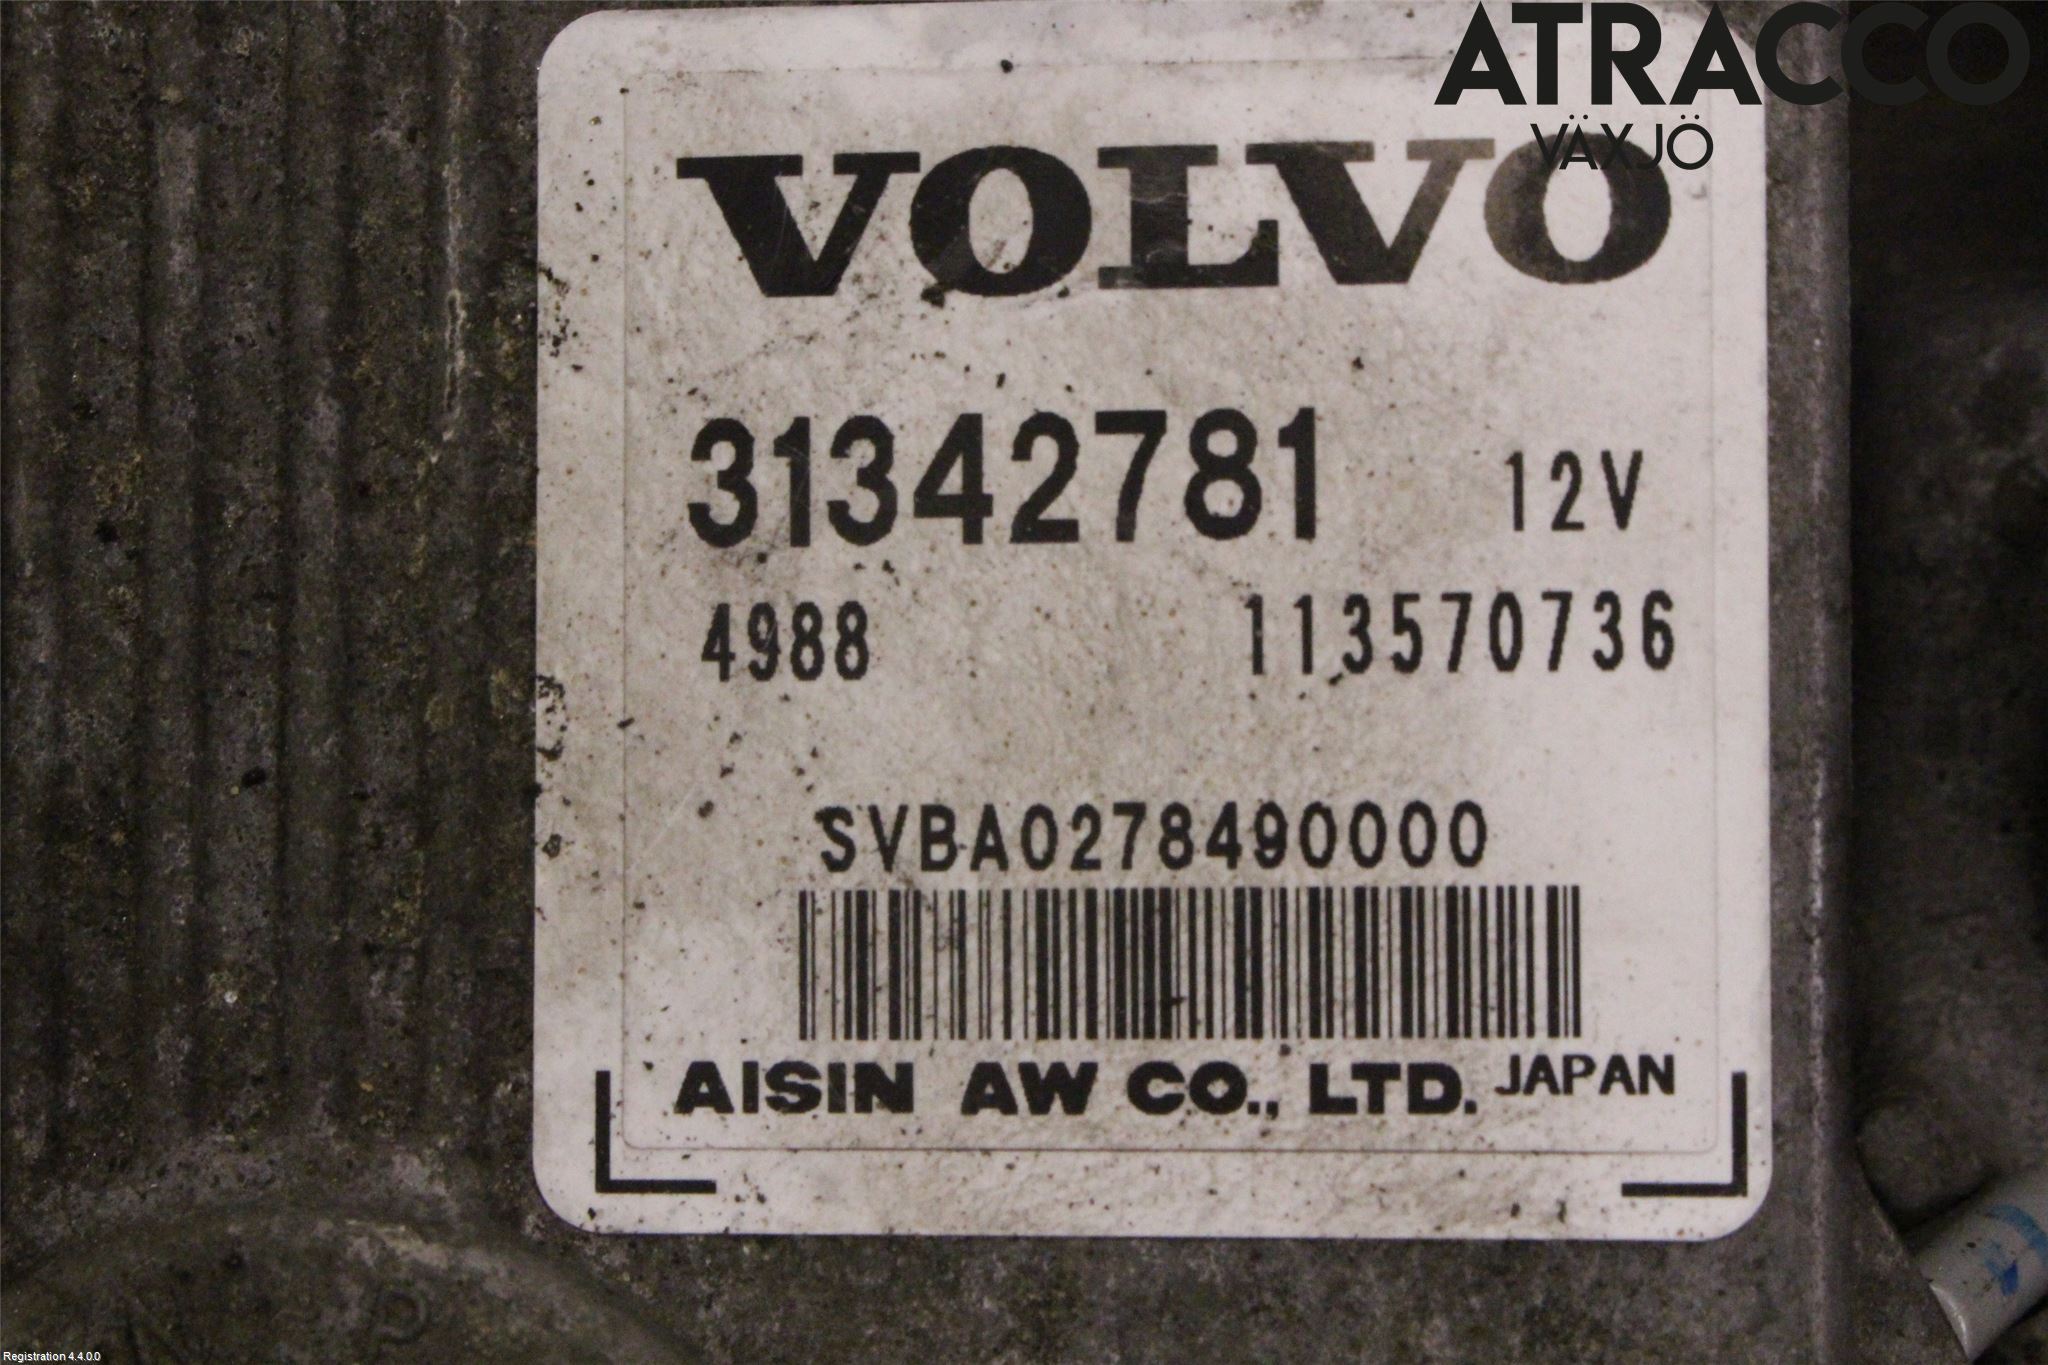 ATRACCO
VÄXJÖ
VOLVO
31342781 12V
4988 113570736
SVBA0278490000
AISIN AW CO., LTD. JAPAN
Registration 4.4.0.0